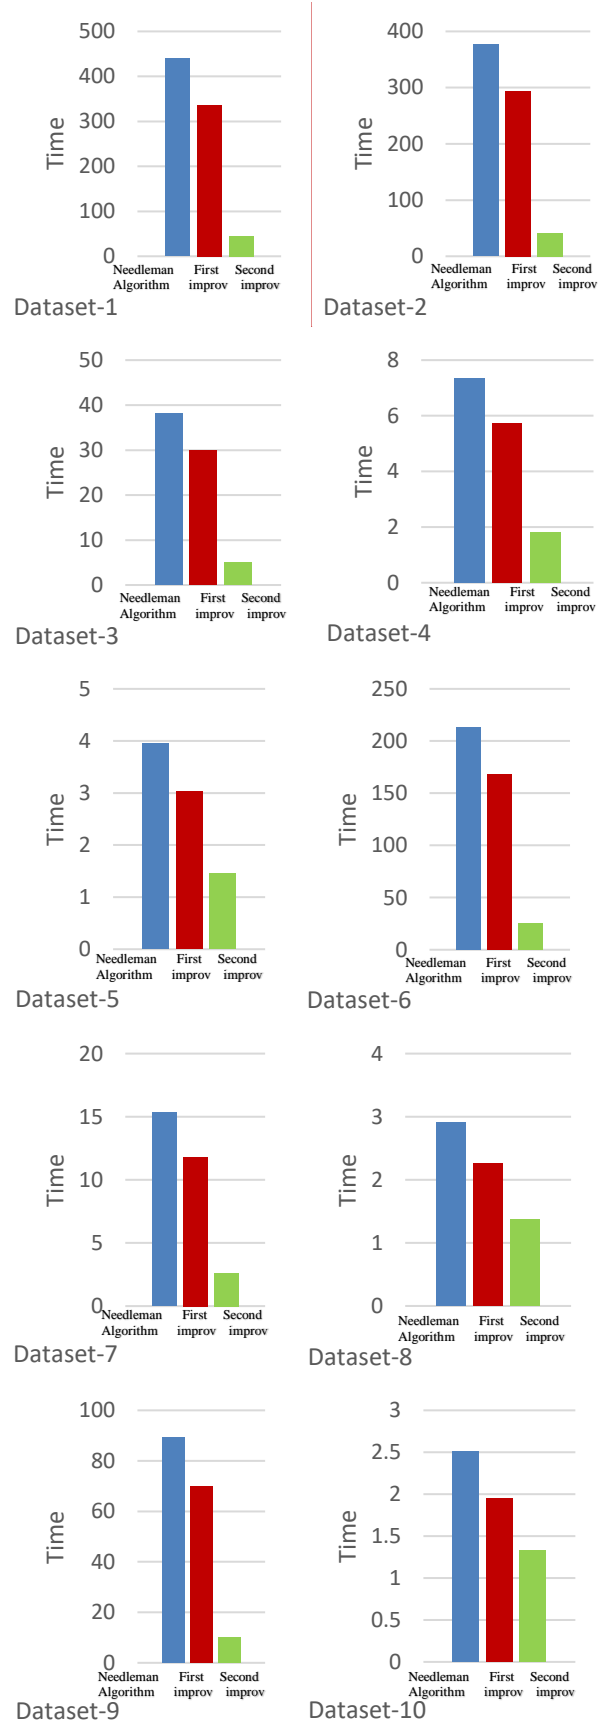 500
400
300
200
100
0
Time
Needleman First Second
Algorithm improv improv
Dataset-1
400
300
200
100
0
Time
Needleman First Second
Algorithm improv improv
Dataset-2
50
40
30
20
10
0
Time
Needleman First Second
Algorithm improv improv
Dataset-3
8
6
4
2
0
Time
Needleman First Second
Algorithm improv improv
Dataset-4
5
4
3
2
1
0
Time
Needleman First Second
Algorithm improv improv
Dataset-5
250
200
150
100
50
0
Time
Needleman First Second
Algorithm improv improv
Dataset-6
20
15
10
5
0
Time
Needleman First Second
Algorithm improv improv
Dataset-7
4
3
2
1
0
Time
Needleman First Second
Algorithm improv improv
Dataset-8
100
80
60
40
20
0
Time
Needleman First Second
Algorithm improv improv
Dataset-9
3
2.5
2
1.5
1
0.5
0
Time
Needleman First Second
Algorithm improv improv
Dataset-10